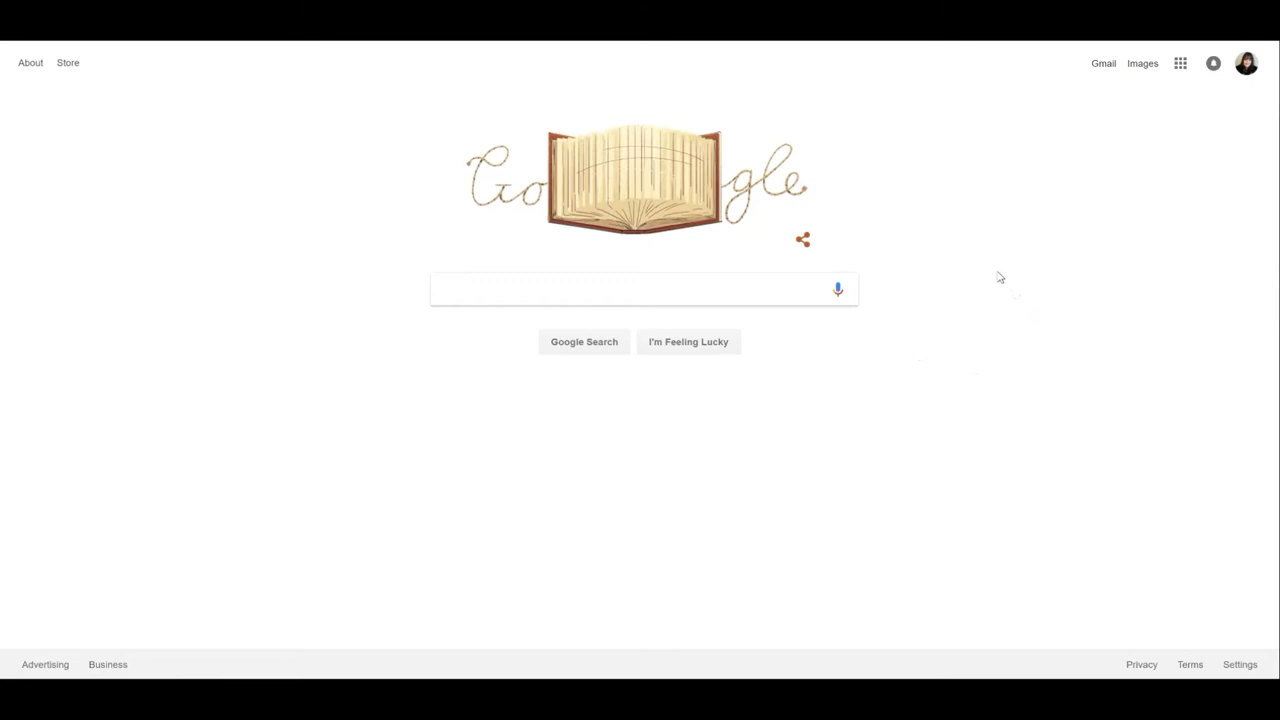 About Store
Gmail Images
Google
Google Search I'm Feeling Lucky
Advertising Business
Privacy Terms Settings